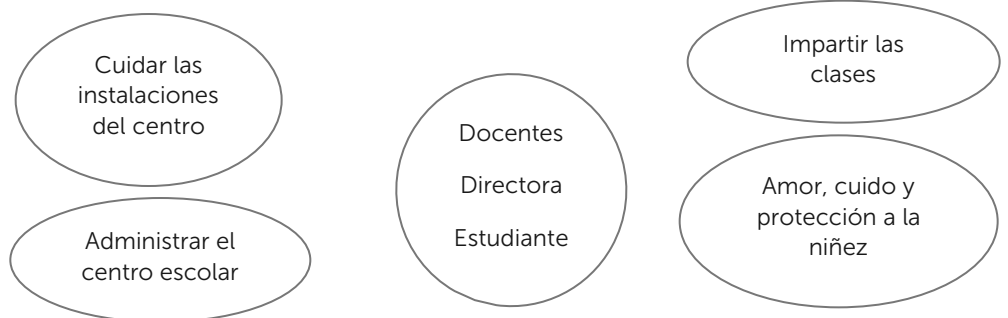 Cuidar las
instalaciones
del centro
Administrar el
centro escolar
Docentes
Directora
Estudiante
Impartir las
clases
Amor, cuido y
protección a la
niñez